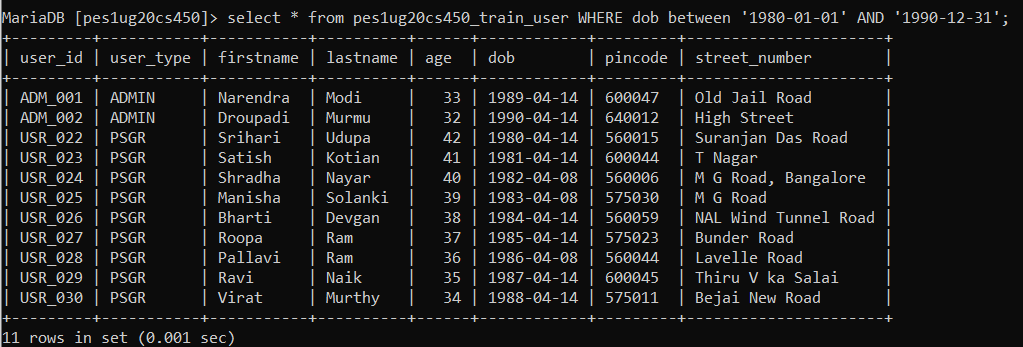 MariaDB [pes1ug20cs450]> select * from pes1ug20cs450_train_user WHERE dob between '1980-01-01' AND '1990-12-31';
+---------+-----------+-----------+----------+------+------------+---------+--------------------+
| user_id | user_type | firstname | lastname | age  | dob        | pincode | street_number      |
+---------+-----------+-----------+----------+------+------------+---------+--------------------+
| ADM_001 | ADMIN     | Narendra  | Modi     |   33 | 1989-04-14 | 600047  | Old Jail Road      |
| ADM_002 | ADMIN     | Droupadi  | Murmu    |   32 | 1990-04-14 | 640012  | High Street        |
| USR_022 | PSGR      | Srihari   | Udupa    |   42 | 1980-04-14 | 560015  | Suranjan Das Road  |
| USR_023 | PSGR      | Satish    | Kotian   |   41 | 1981-04-14 | 600044  | T Nagar            |
| USR_024 | PSGR      | Shradha   | Nayar    |   40 | 1982-04-08 | 560006  | M G Road, Bangalore  |
| USR_025 | PSGR      | Manisha   | Solanki  |   39 | 1983-04-08 | 575030  | M G Road           |
| USR_026 | PSGR      | Bharti    | Devgan   |   38 | 1984-04-14 | 560059  | NAL Wind Tunnel Road |
| USR_027 | PSGR      | Roopa     | Ram      |   37 | 1985-04-14 | 575023  | Bunder Road        |
| USR_028 | PSGR      | Pallavi   | Ram      |   36 | 1986-04-08 | 560044  | Lavelle Road       |
| USR_029 | PSGR      | Ravi      | Naik     |   35 | 1987-04-14 | 600045  | Thiru V ka Salai   |
| USR_030 | PSGR      | Virat     | Murthy   |   34 | 1988-04-14 | 575011  | Bejai New Road     |
+---------+-----------+-----------+----------+------+------------+---------+--------------------+
11 rows in set (0.001 sec)